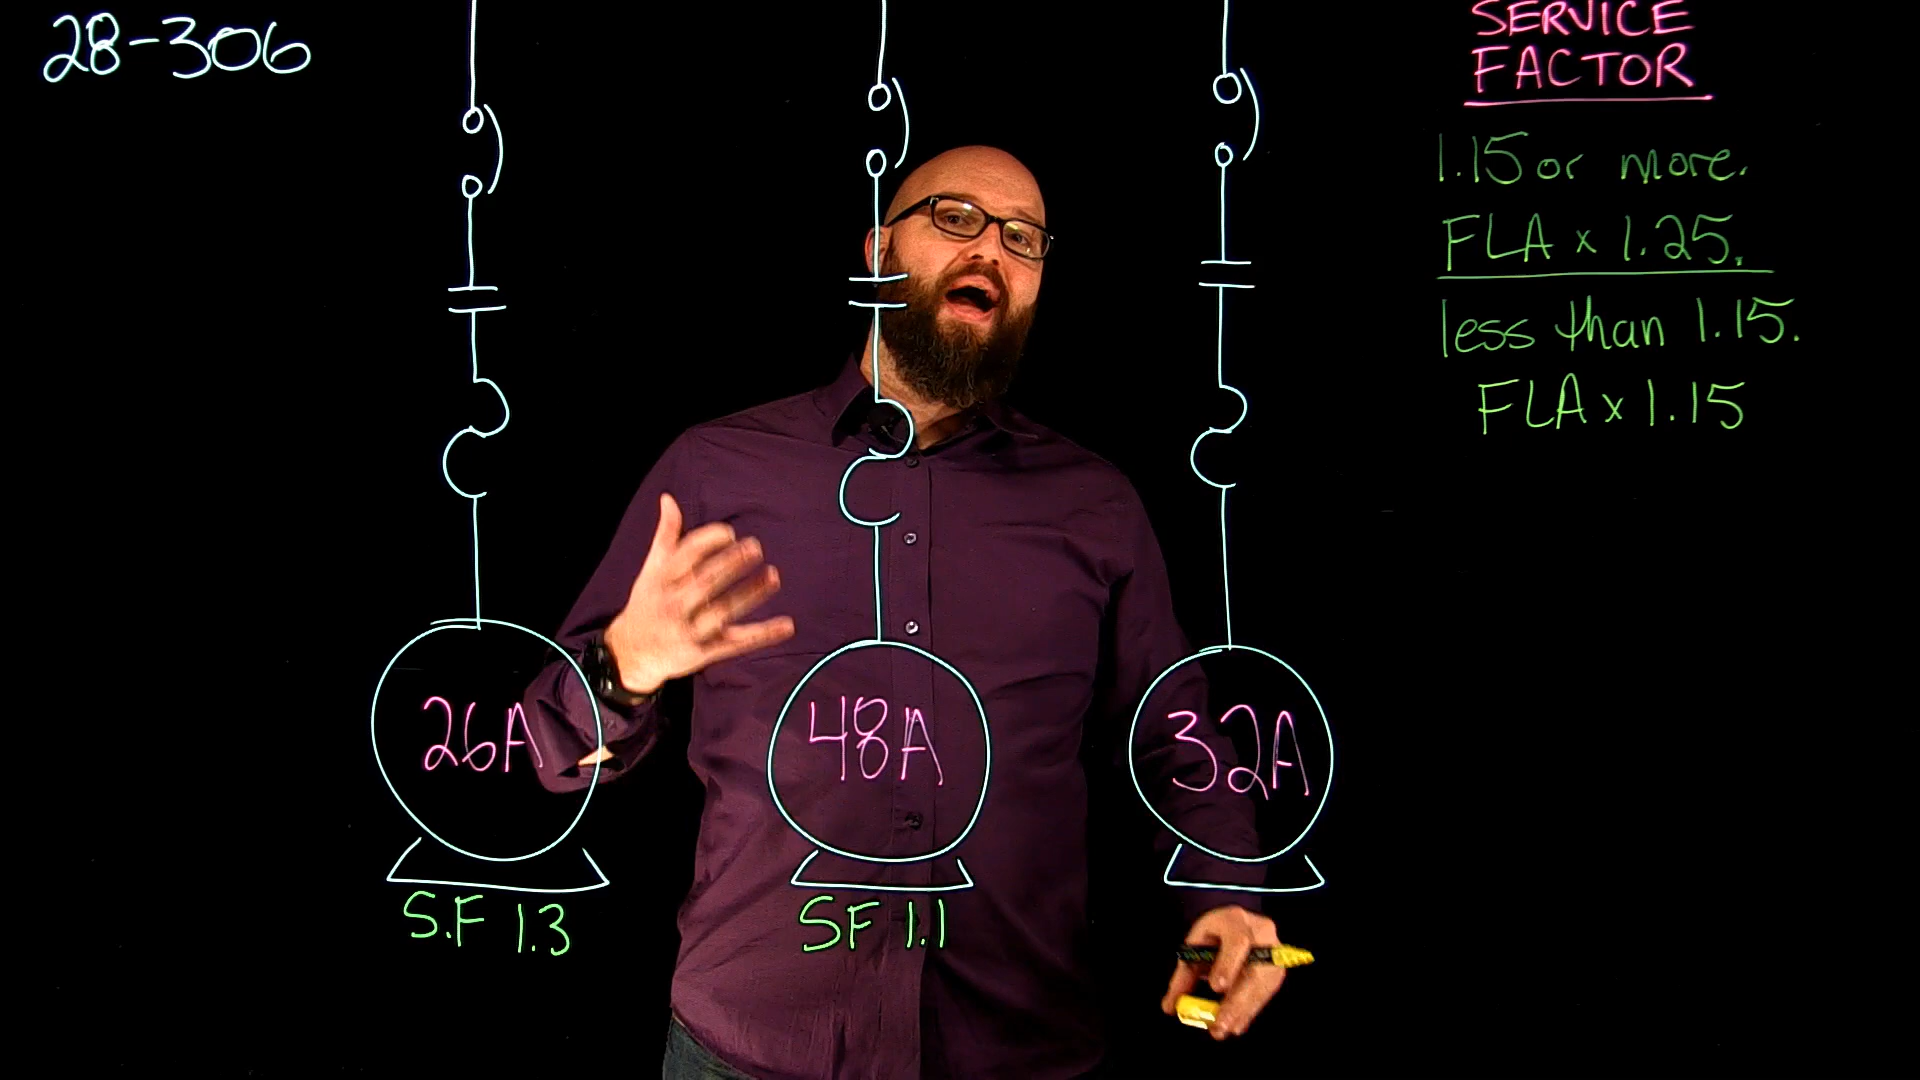 28-306
SERVICE
FACTOR
1.15 or more.
FLA x 1.25.
less than 1.15.
FLA x 1.15
26A
48A
32A
S.F 1.3
SF 1.1